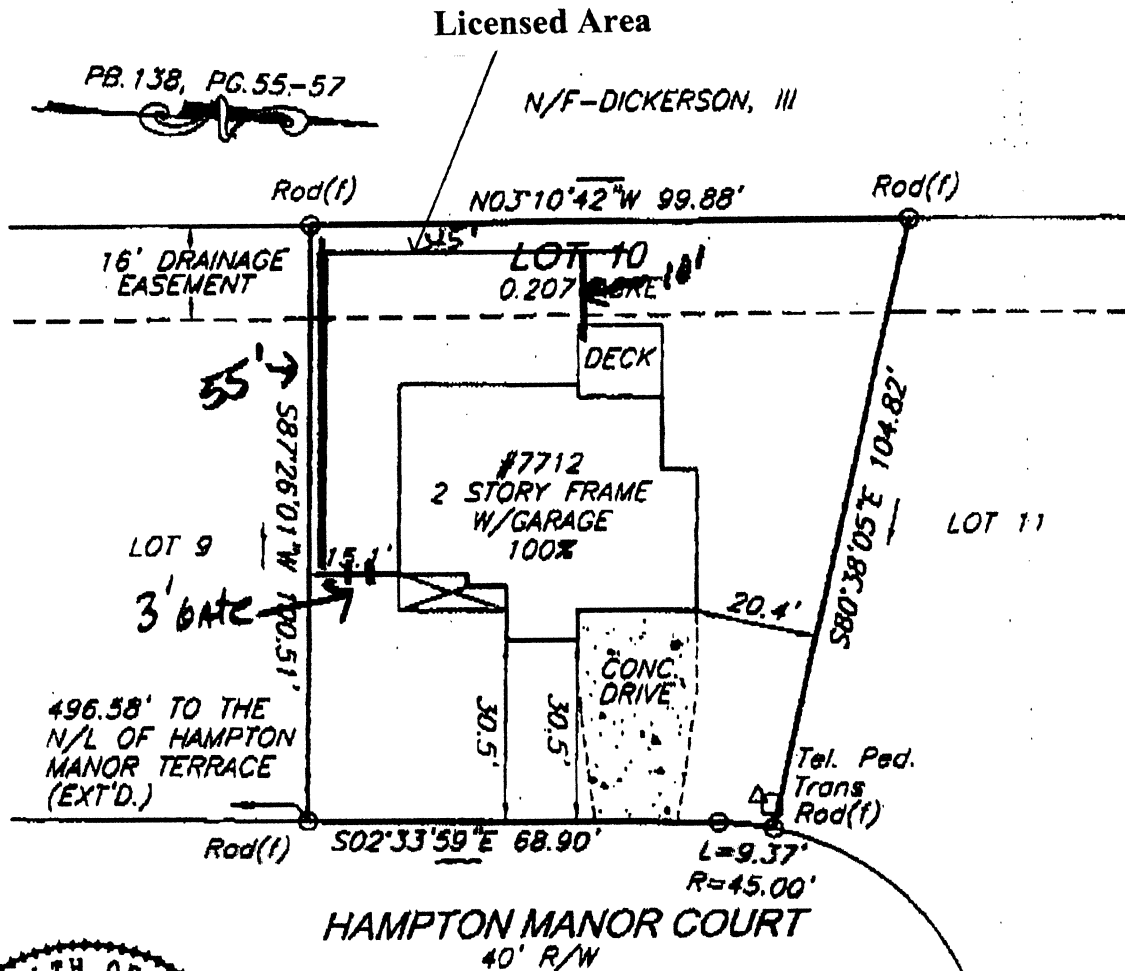 Licensed Area
PB. 138, PG. 55-57
N/F-DICKERSON, III
Rod(f)
N03°10'42"W 99.88'
Rod(f)
45'
16' DRAINAGE
EASEMENT
LOT 10
0.207
10'
DECK
55'
S87°26'01"W 100.51'
#7712
2 STORY FRAME
W/GARAGE
100%
S80°38'05"E 104.82'
LOT 11
LOT 9
15.1'
3' GATE
20.4'
CONC.
DRIVE
30.5'
30.5'
496.58' TO THE
N/L OF HAMPTON
MANOR TERRACE
(EXT'D.)
Tel. Ped.
Trans
Rod(f)
Rod(f)
S02°33'59"E 68.90'
L=9.37'
R=45.00'
HAMPTON MANOR COURT
40' R/W